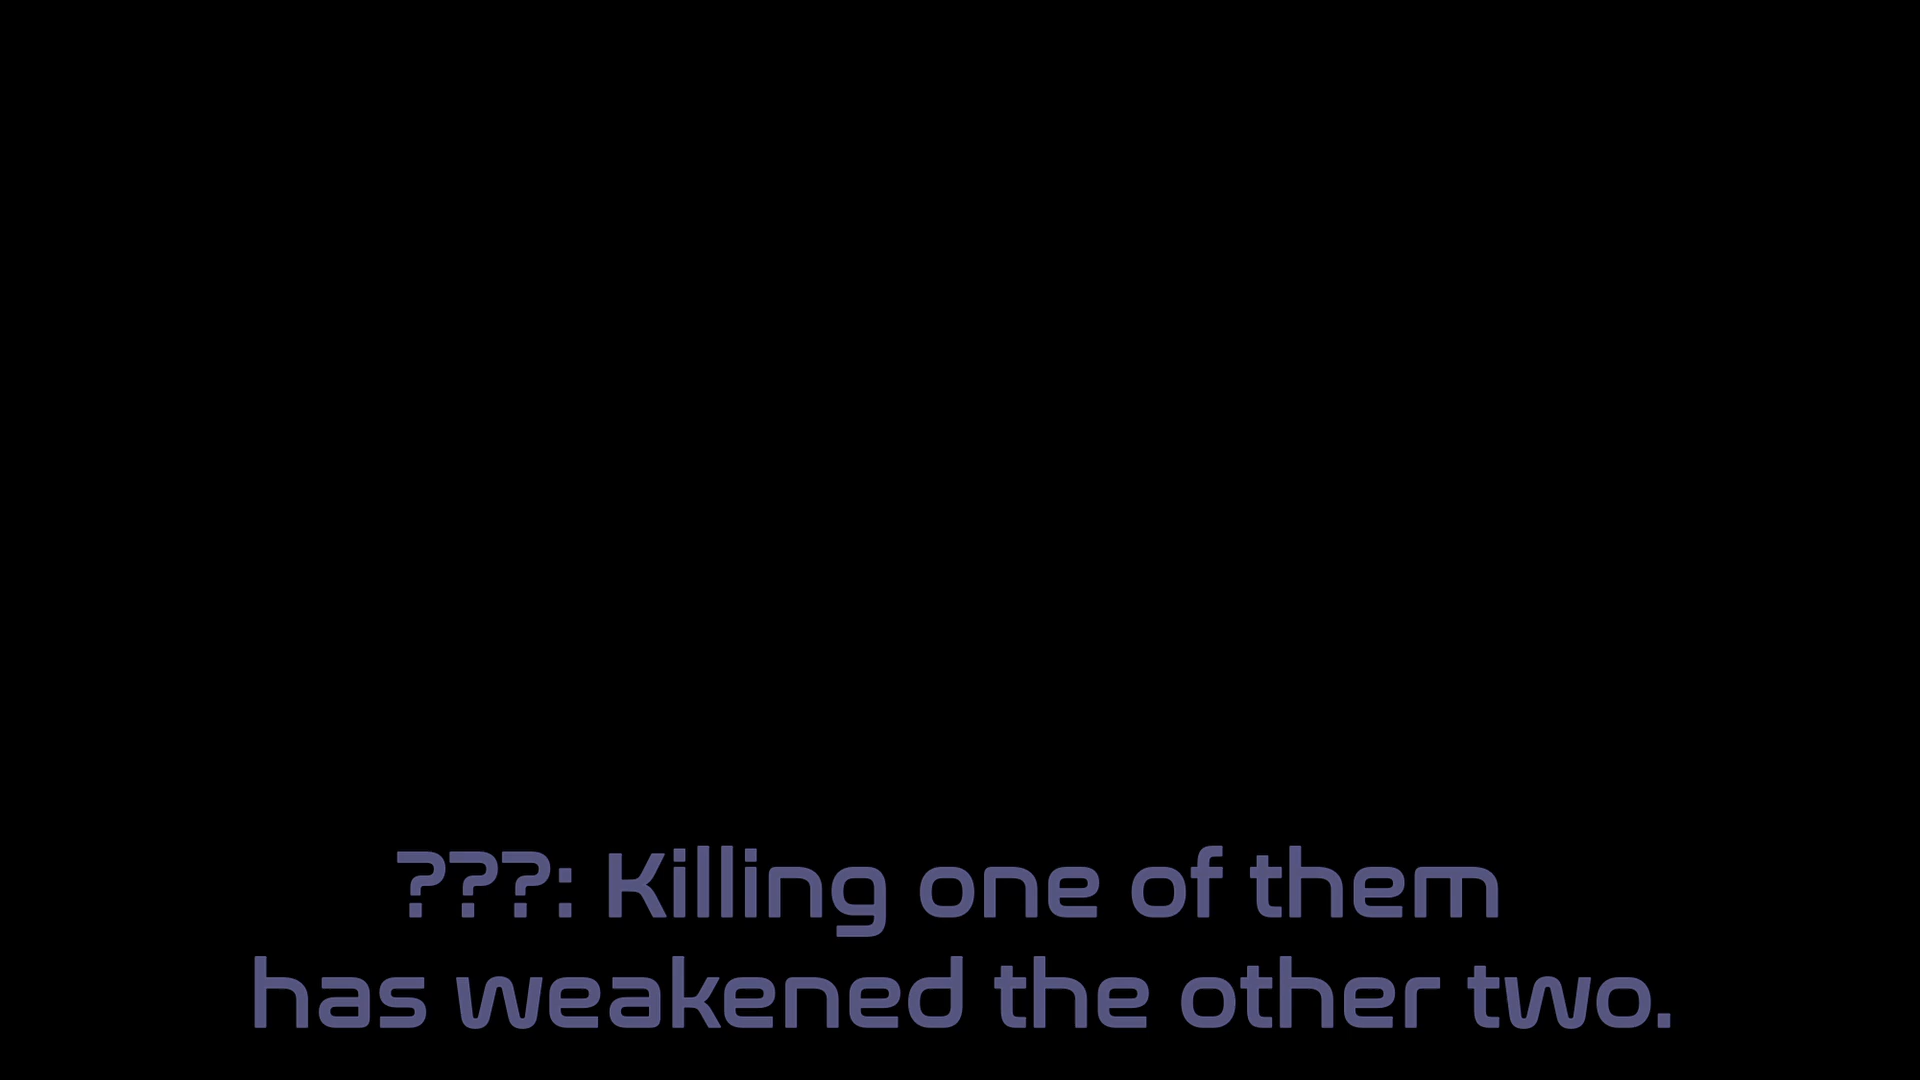 ???: Killing one of them
has weakened the other two.